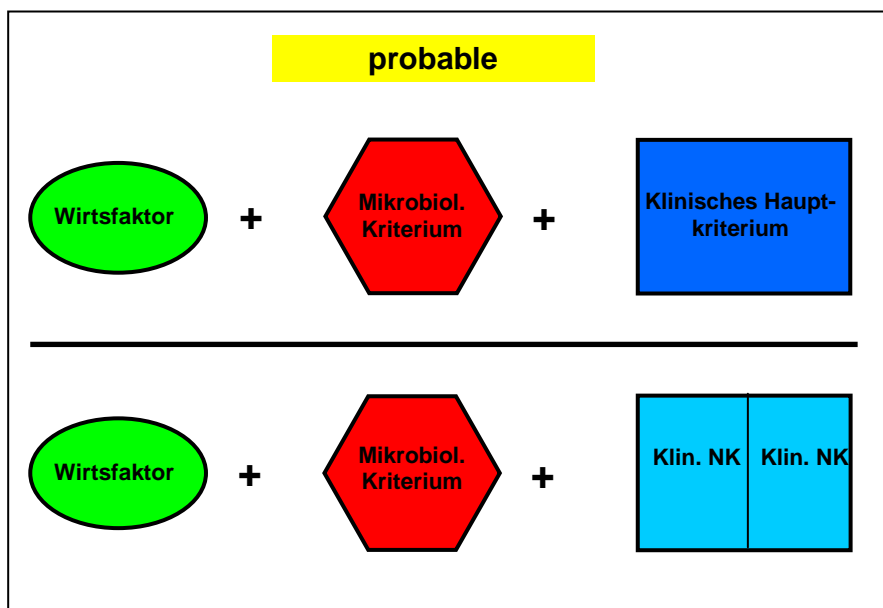 probable
Wirtsfaktor
+
Mikrobiol.
Kriterium
+
Klinisches Haupt-
kriterium
Wirtsfaktor
+
Mikrobiol.
Kriterium
+
Klin. NK
Klin. NK